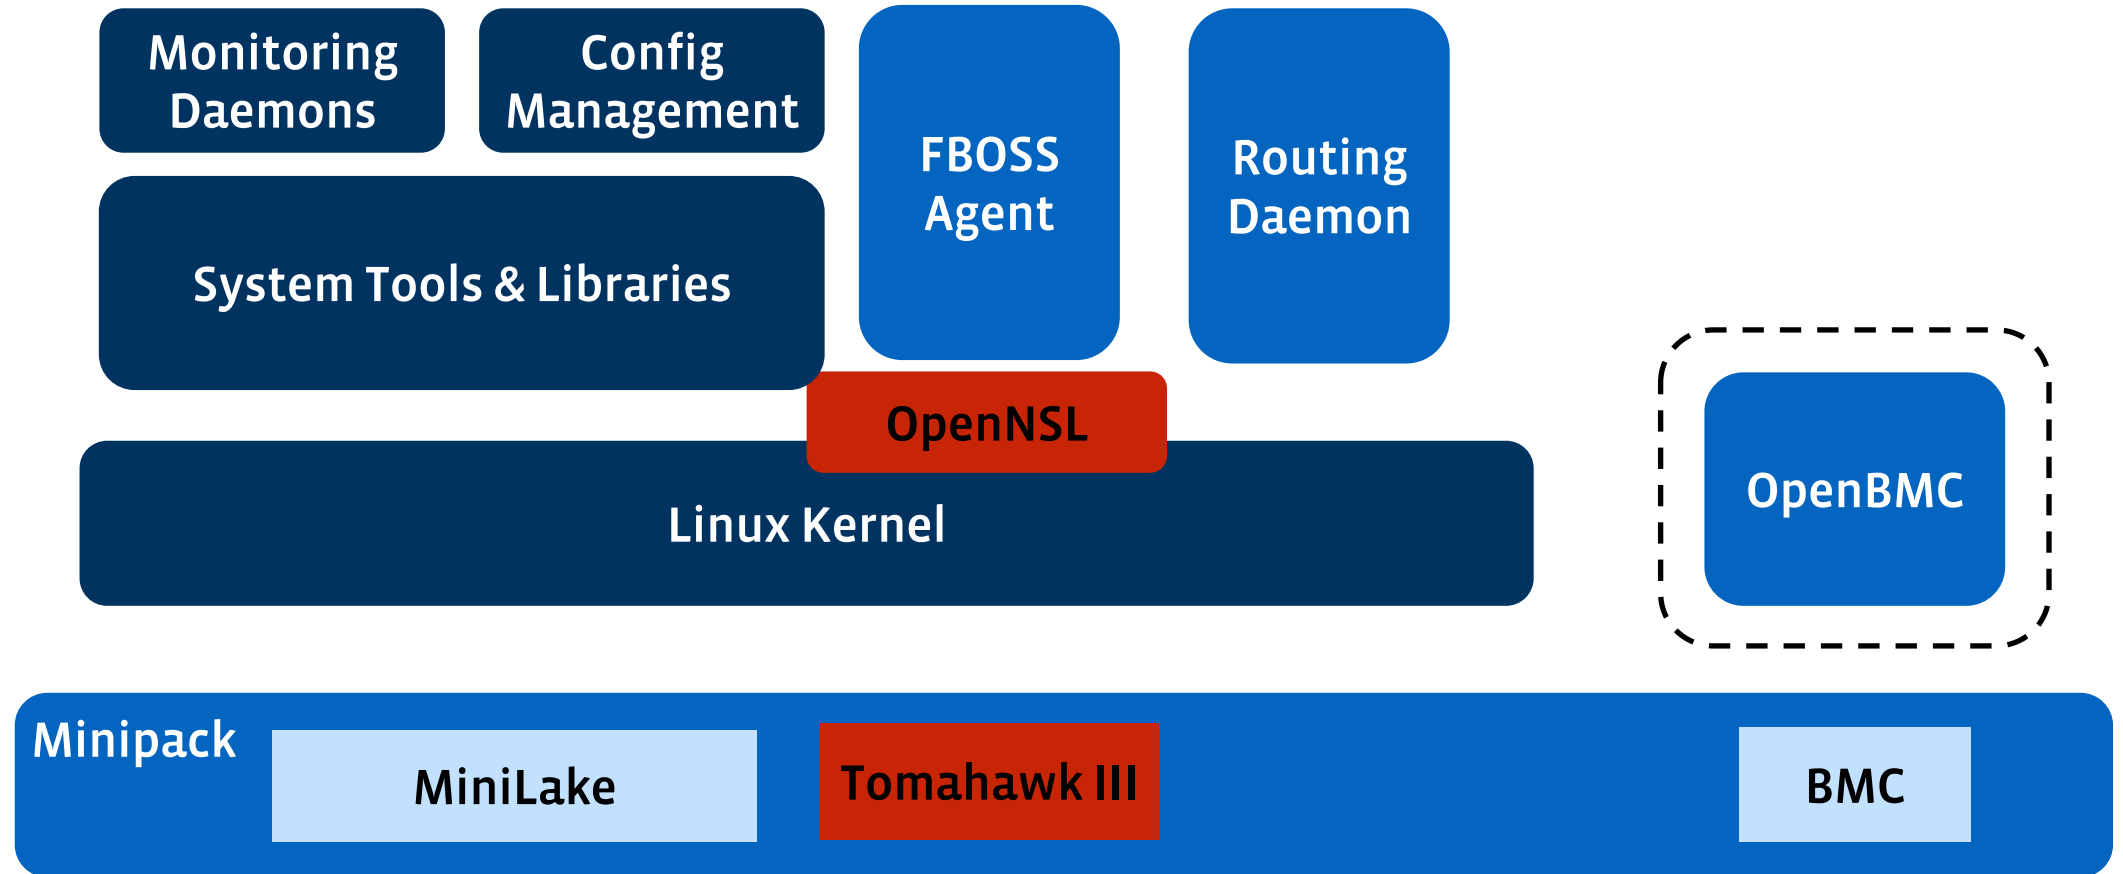 Monitoring
Daemons
Config
Management
FBOSS
Agent
Routing
Daemon
System Tools & Libraries
OpenNSL
OpenBMC
Linux Kernel
Minipack
MiniLake
Tomahawk III
BMC